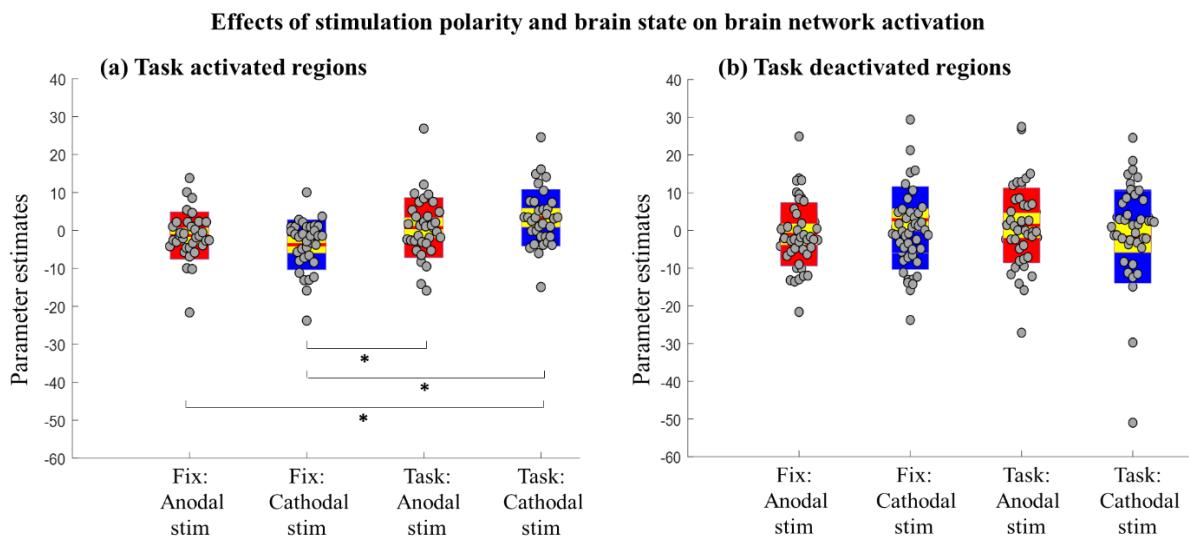 Effects of stimulation polarity and brain state on brain network activation
(a) Task activated regions
40
30
20
10
0
-10
-20
-30
-40
-50
-60
Parameter estimates
*
*
*
Fix:
Anodal
stim
Fix:
Cathodal
stim
Task:
Anodal
stim
Task:
Cathodal
stim
(b) Task deactivated regions
40
30
20
10
0
-10
-20
-30
-40
-50
-60
Parameter estimates
Fix:
Anodal
stim
Fix:
Cathodal
stim
Task:
Anodal
stim
Task:
Cathodal
stim